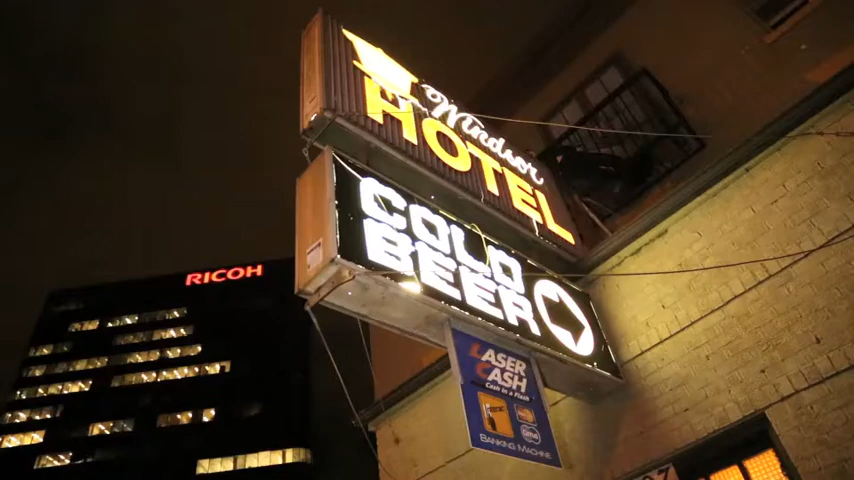 Windsor
HOTEL
COLD
BEER
RICOH
LASER
CASH
Cash in a Flash
BANKING MACHINE